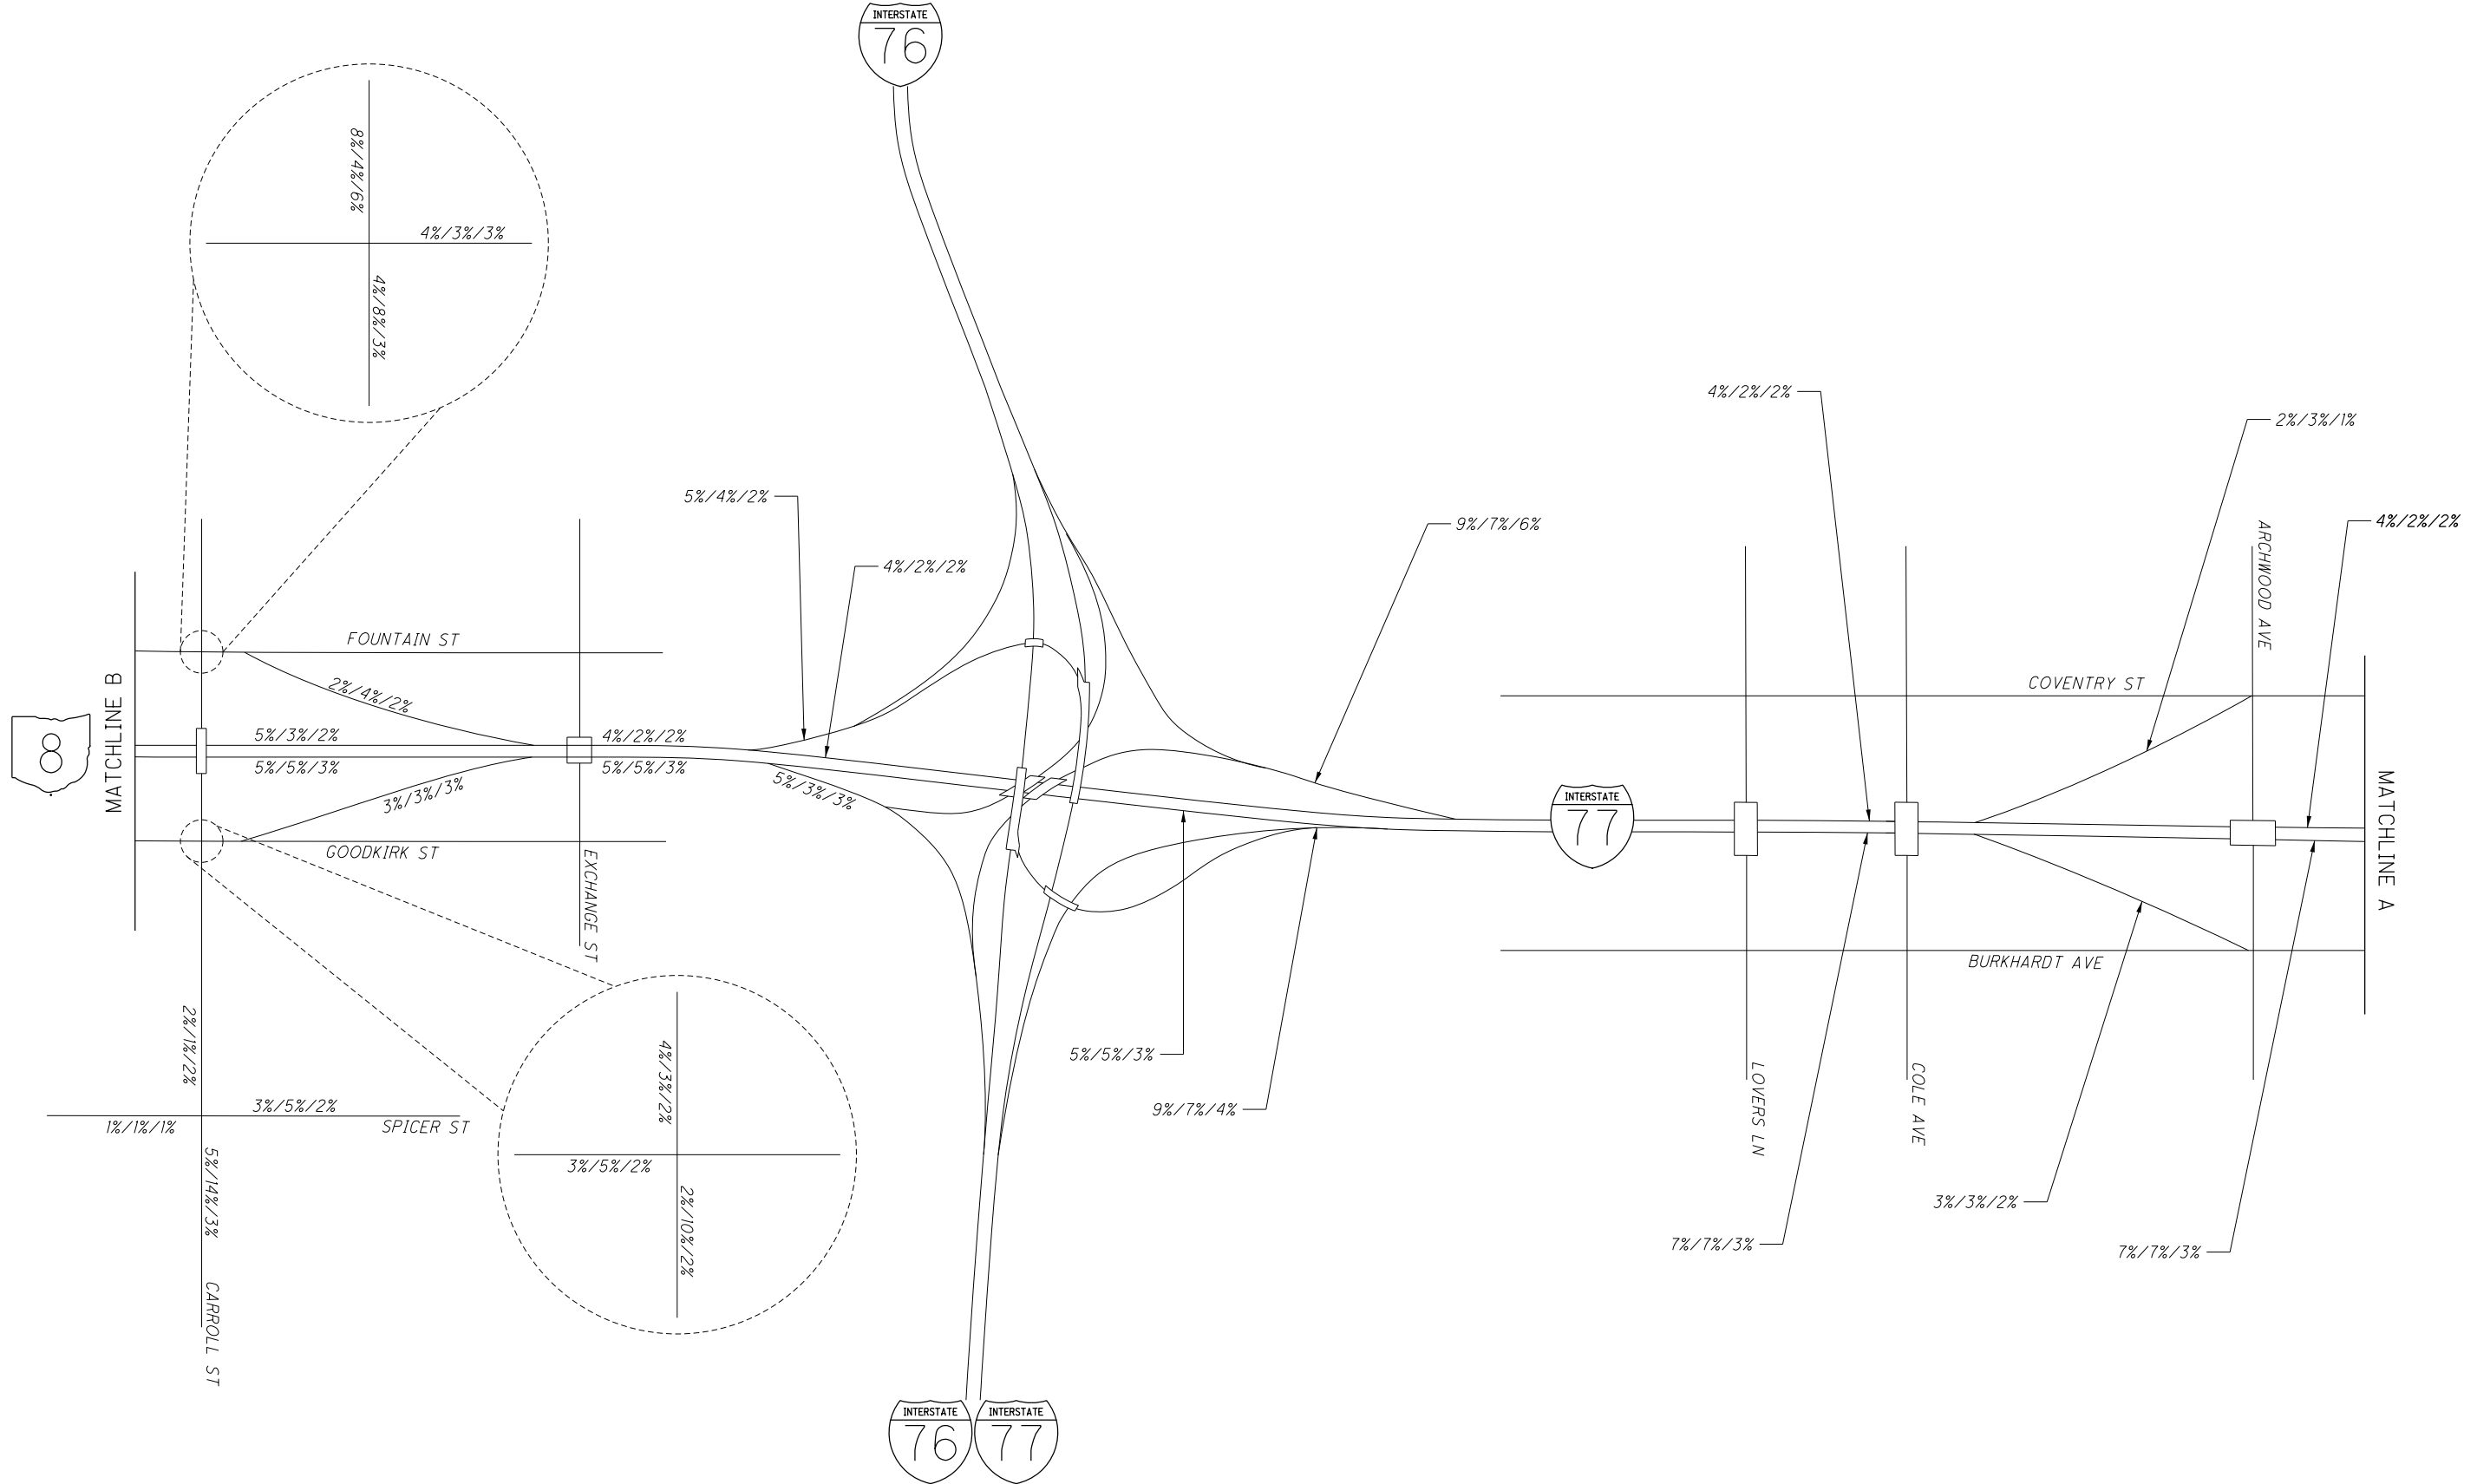 INTERSTATE
76
8%/4%/6%
4%/3%/3%
4%/8%/3%
4%/2%/2%
2%/3%/1%
5%/4%/2%
9%/7%/6%
4%/2%/2%
ARCHWOOD AVE
4%/2%/2%
FOUNTAIN ST
COVENTRY ST
2%/4%/2%
MATCHLINE B
8
5%/3%/2%
4%/2%/2%
5%/5%/3%
5%/5%/3%
5%/3%/3%
3%/3%/3%
INTERSTATE
77
MATCHLINE A
GOODKIRK ST
EXCHANGE ST
BURKHARDT AVE
2%/1%/2%
4%/3%/2%
5%/5%/3%
LOVERS LN
COLE AVE
3%/5%/2%
1%/1%/1%
SPICER ST
9%/7%/4%
5%/14%/3%
3%/5%/2%
2%/10%/2%
3%/3%/2%
7%/7%/3%
7%/7%/3%
CARROLL ST
INTERSTATE
76
INTERSTATE
77